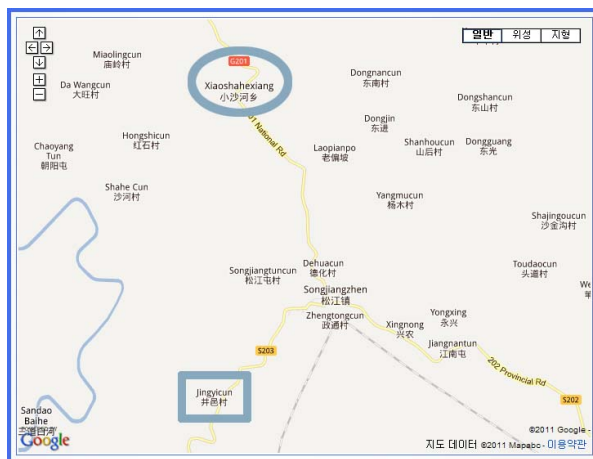 일반 위성 지형
G201
Miaolingcun
庙岭村
Xiaoshahexiang
小沙河乡
Dongnancun
东南村
Da Wangcun
大旺村
Dongshancun
东山村
01 National Rd
Dongjin
东进
Hongshicun
红石村
Chaoyang
Tun
朝阳屯
Laopianpo
老偏坡
Shanhoucun
山后村
Dongguang
东光
Shahe Cun
沙河村
Yangmucun
杨木村
Shajingoucun
沙金沟村
Songjiangtuncun
松江屯村
Dehuacun
德化村
Toudaocun
头道村
We
Songjiangzhen
松江镇
Zhengtongcun
政通村
Xingnong
兴农
Yongxing
永兴
Jiangnantun
江南屯
S203
202 Provincial Rd
S202
Jingyicun
井邑村
Sandao
Baihe
Google
©2011 Google -
지도 데이터 ©2011 Mapabc - 이용약관